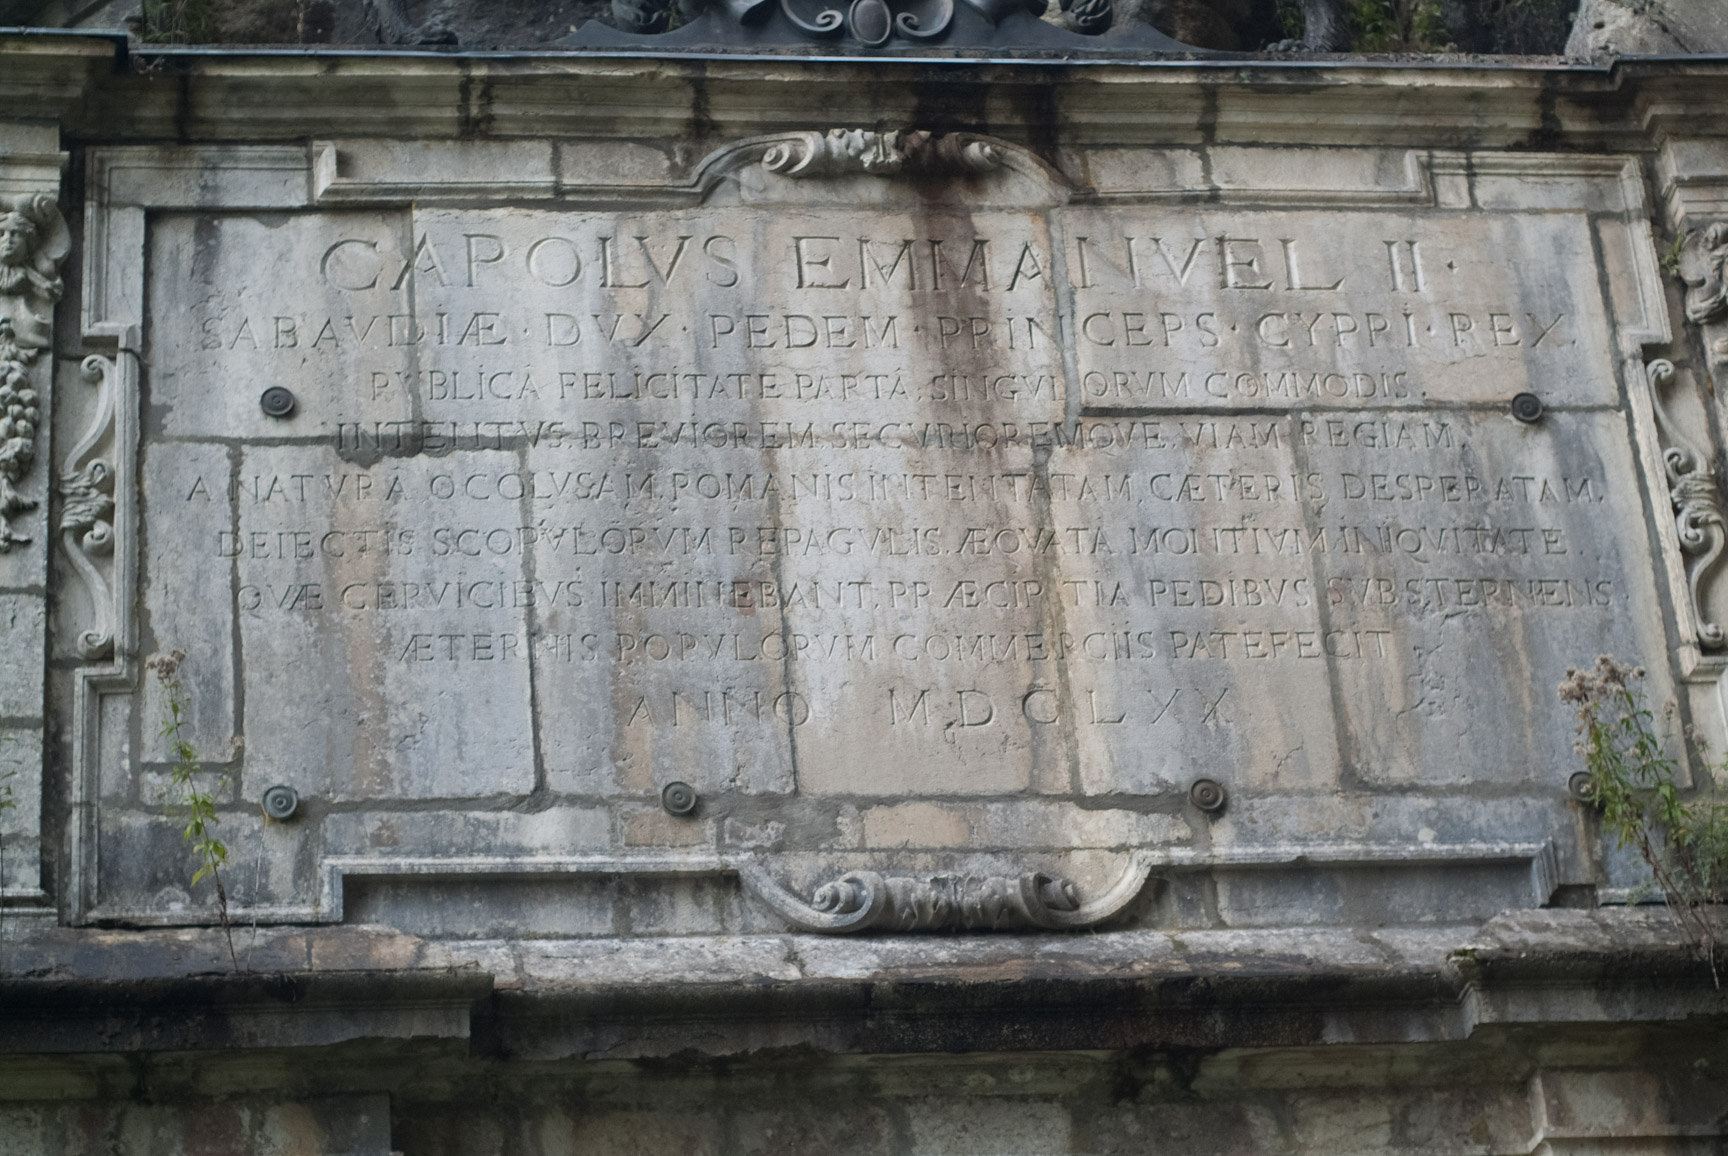 CAROLVS EMMANVEL II.
SABAVDIÆ · DVX · PEDEM · PRINCEPS · CYPRI · REX.
PVBLICA FELICITATE PARTA, SINGVLORVM COMMODIS.
INTENTVS, BREVIOREM SECVRIOREMQVE, VIAM REGIAM,
A NATVRA OCCLVSAM, ROMANIS INTENTATAM, CÆTERIS DESPERATAM,
DEIECTIS SCOPVLORVM REPAGVLIS, ÆQVATA MONTIVM INIQVITATE,
QVÆ CERVICIBVS IMMINEBANT, PRÆCIPITIA PEDIBVS SVBSTERNENS,
ÆTERNIS POPVLORVM COMMERCIIS PATEFECIT
ANNO MDCLXX